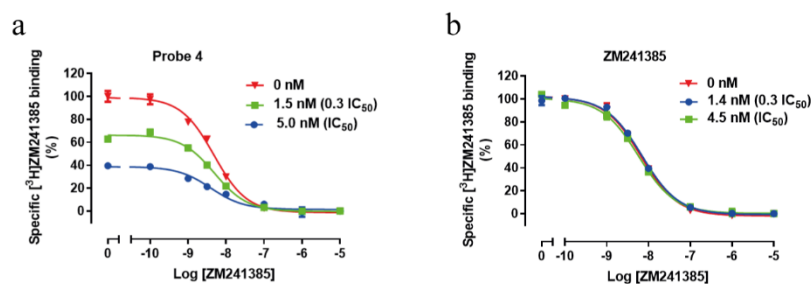 a
Probe 4
Specific [³H]ZM241385 binding
(%)
120
100
80
60
40
20
0
0 nM
1.5 nM (0.3 IC₅₀)
5.0 nM (IC₅₀)
0 -10 -9 -8 -7 -6 -5
Log [ZM241385]
b
ZM241385
Specific [³H]ZM241385 binding
(%)
120
100
80
60
40
20
0
0 nM
1.4 nM (0.3 IC₅₀)
4.5 nM (IC₅₀)
0 -10 -9 -8 -7 -6 -5
Log [ZM241385]